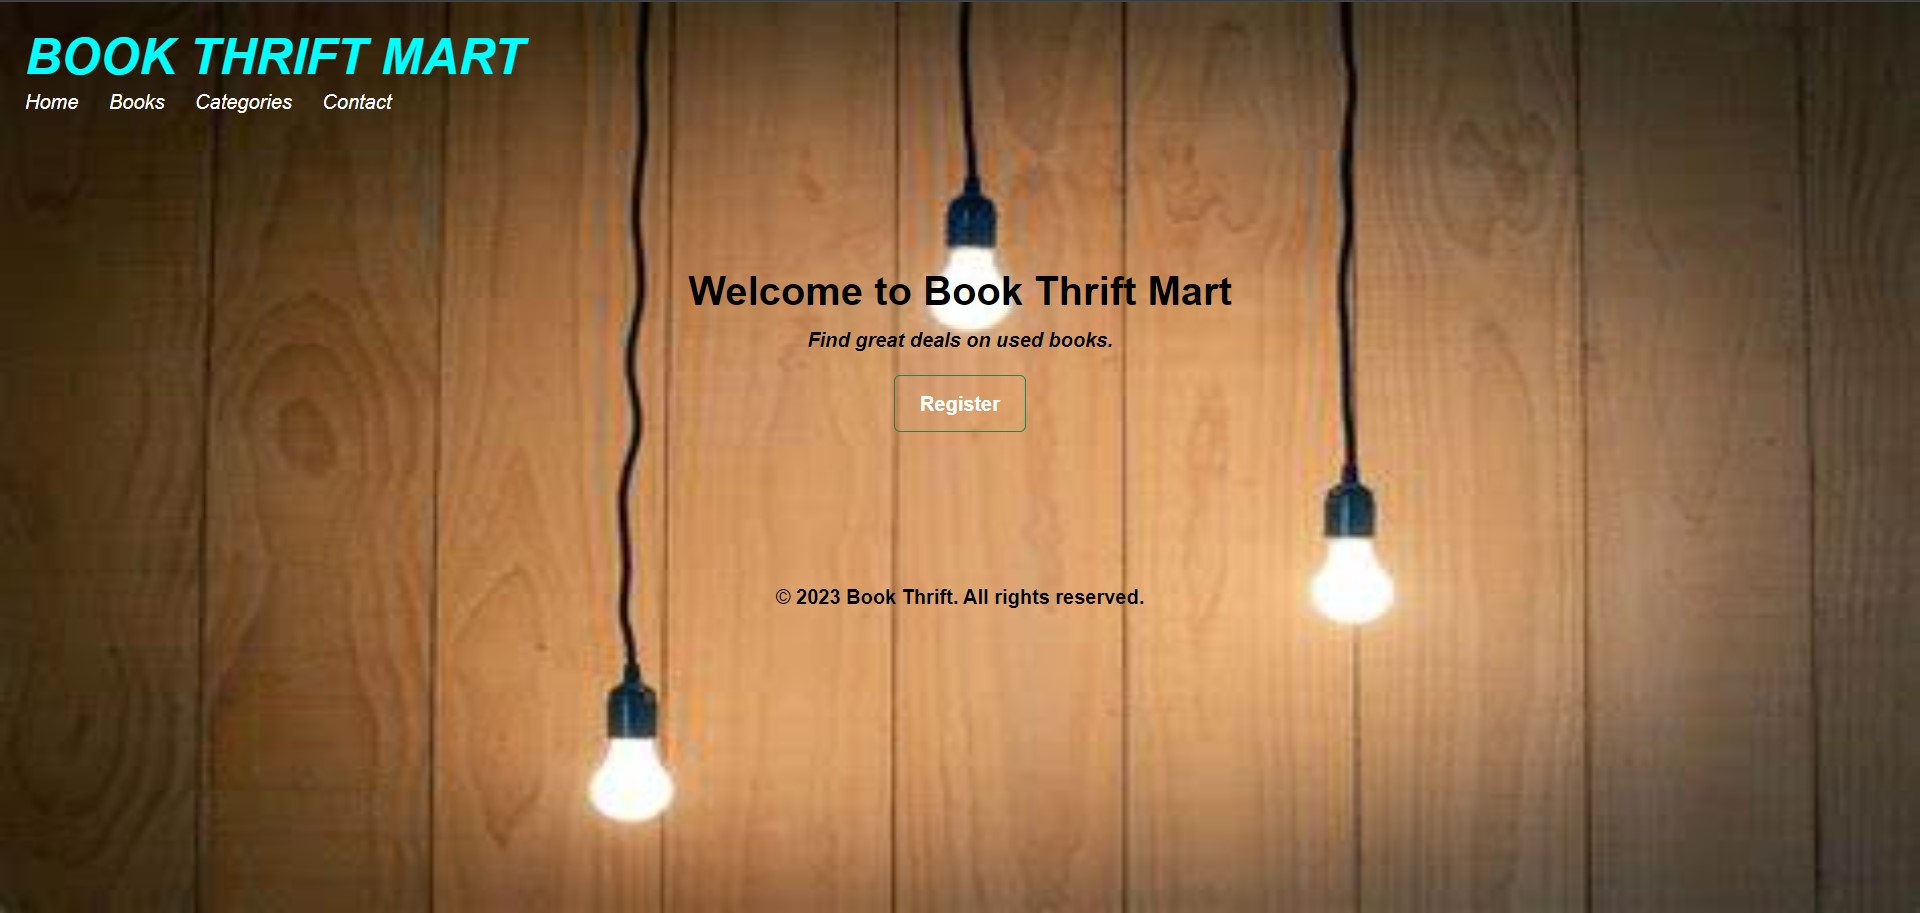 BOOK THRIFT MART
Home Books Categories Contact
Welcome to Book Thrift Mart
Find great deals on used books.
Register
© 2023 Book Thrift. All rights reserved.